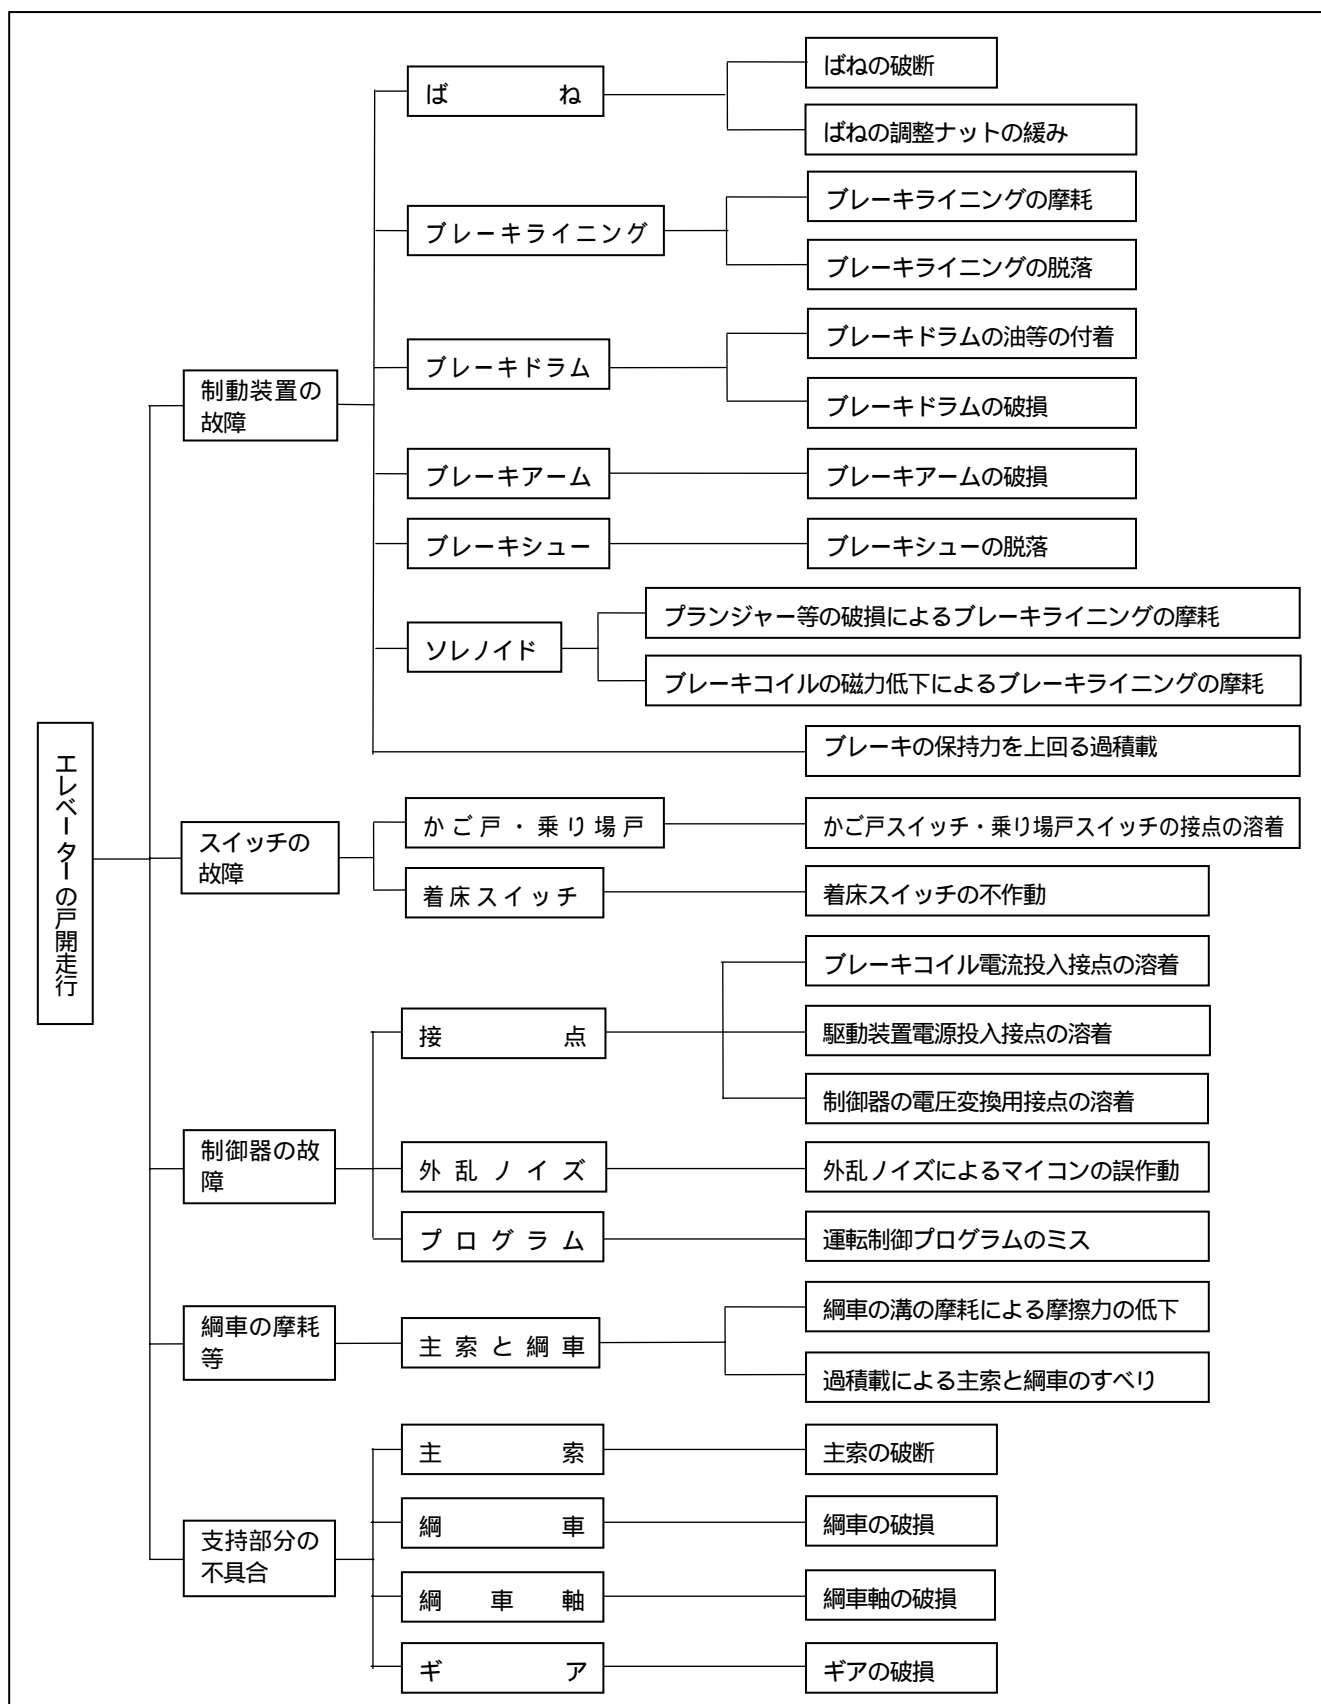 エレベーターの戸開走行
制動装置の
故障
ばね
ばねの破断
ばねの調整ナットの緩み
ブレーキライニング
ブレーキライニングの摩耗
ブレーキライニングの脱落
ブレーキドラム
ブレーキドラムの油等の付着
ブレーキドラムの破損
ブレーキアーム
ブレーキアームの破損
ブレーキシュー
ブレーキシューの脱落
ソレノイド
プランジャー等の破損によるブレーキライニングの摩耗
ブレーキコイルの磁力低下によるブレーキライニングの摩耗
ブレーキの保持力を上回る過積載
スイッチの
故障
かご戸・乗り場戸
かご戸スイッチ・乗り場戸スイッチの接点の溶着
着床スイッチ
着床スイッチの不作動
制御器の故
障
接点
ブレーキコイル電流投入接点の溶着
駆動装置電源投入接点の溶着
制御器の電圧変換用接点の溶着
外乱ノイズ
外乱ノイズによるマイコンの誤作動
プログラム
運転制御プログラムのミス
綱車の摩耗
等
主索と綱車
綱車の溝の摩耗による摩擦力の低下
過積載による主索と綱車のすべり
支持部分の
不具合
主索
主索の破断
綱車
綱車の破損
綱車軸
綱車軸の破損
ギア
ギアの破損